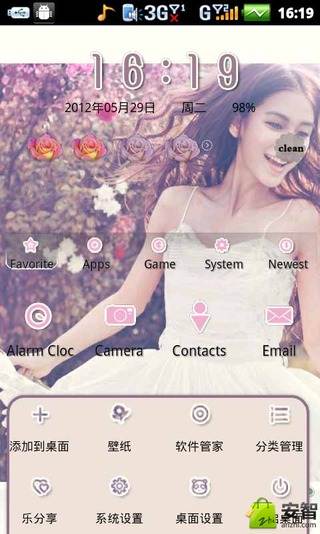 3G 1 G 2 16:19
16:19
2012年05月29日 周二 98%
clean
Favorite Apps Game System Newest
Alarm Cloc Camera Contacts Email
添加到桌面 壁纸 软件管家 分类管理
乐分享 系统设置 桌面设置
安智
anzhi.com